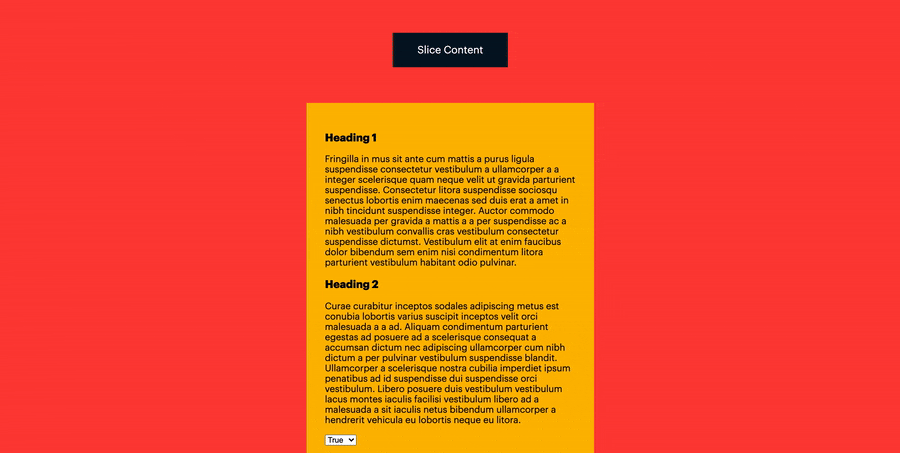 Slice Content
Heading 1
Fringilla in mus sit ante cum mattis a purus ligula
suspendisse consectetur vestibulum a ullamcorper a a
integer scelerisque quam neque velit ut gravida parturient
suspendisse. Consectetur litora suspendisse sociosqu
senectus lobortis enim maecenas sed duis erat a amet in
nibh tincidunt suspendisse integer. Auctor commodo
malesuada per gravida a mattis a a per suspendisse ac a
nibh vestibulum convallis cras vestibulum consectetur
suspendisse dictumst. Vestibulum elit at enim faucibus
dolor bibendum sem enim nisi condimentum litora
parturient vestibulum habitant odio pulvinar.
Heading 2
Curae curabitur inceptos sodales adipiscing metus est
conubia lobortis varius suscipit inceptos velit orci
malesuada a a ad. Aliquam condimentum parturient
egestas ad posuere ad a scelerisque consequat a
accumsan dictum nec adipiscing ullamcorper cum nibh
dictum a per pulvinar vestibulum suspendisse blandit.
Ullamcorper a scelerisque nostra cubilia imperdiet ipsum
penatibus ad id suspendisse dui suspendisse orci
vestibulum. Libero posuere duis vestibulum vestibulum
lacus montes iaculis facilisi vestibulum libero ad a
malesuada a sit iaculis netus bibendum ullamcorper a
hendrerit vehicula eu lobortis neque eu litora.
True